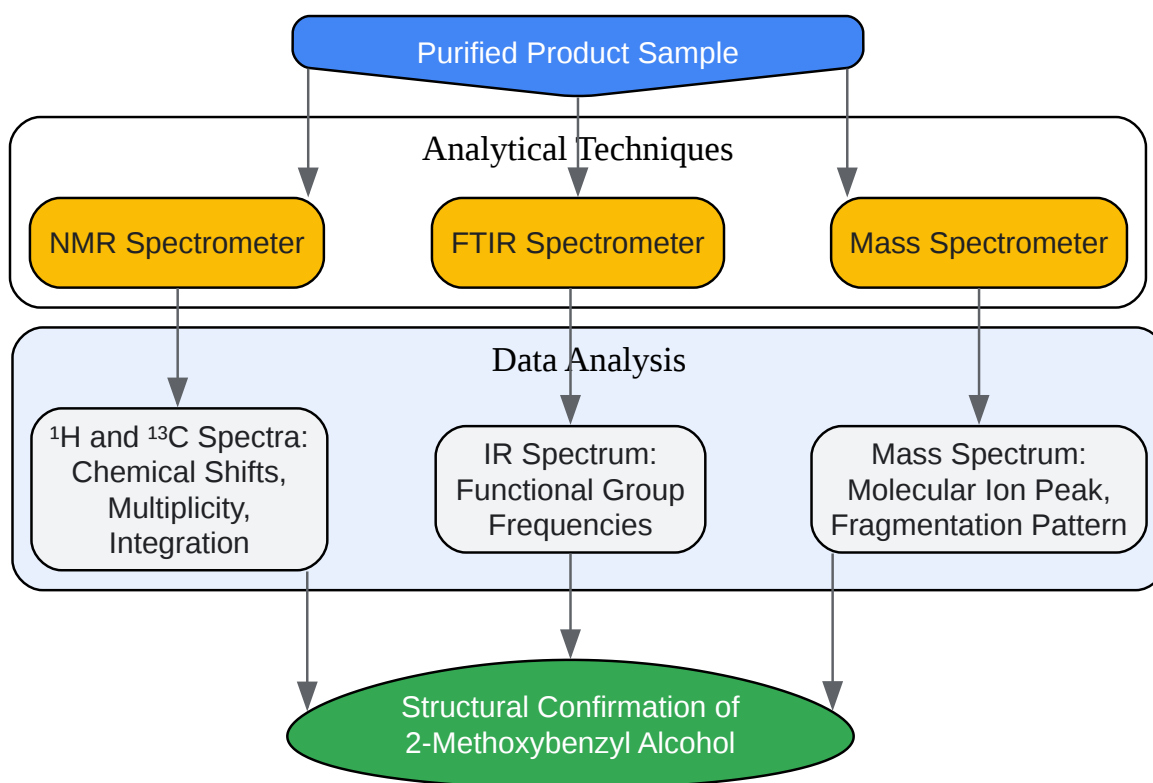 Purified Product Sample
Analytical Techniques
NMR Spectrometer
FTIR Spectrometer
Mass Spectrometer
Data Analysis
¹H and ¹³C Spectra:
Chemical Shifts,
Multiplicity,
Integration
IR Spectrum:
Functional Group
Frequencies
Mass Spectrum:
Molecular Ion Peak,
Fragmentation Pattern
Structural Confirmation of
2-Methoxybenzyl Alcohol